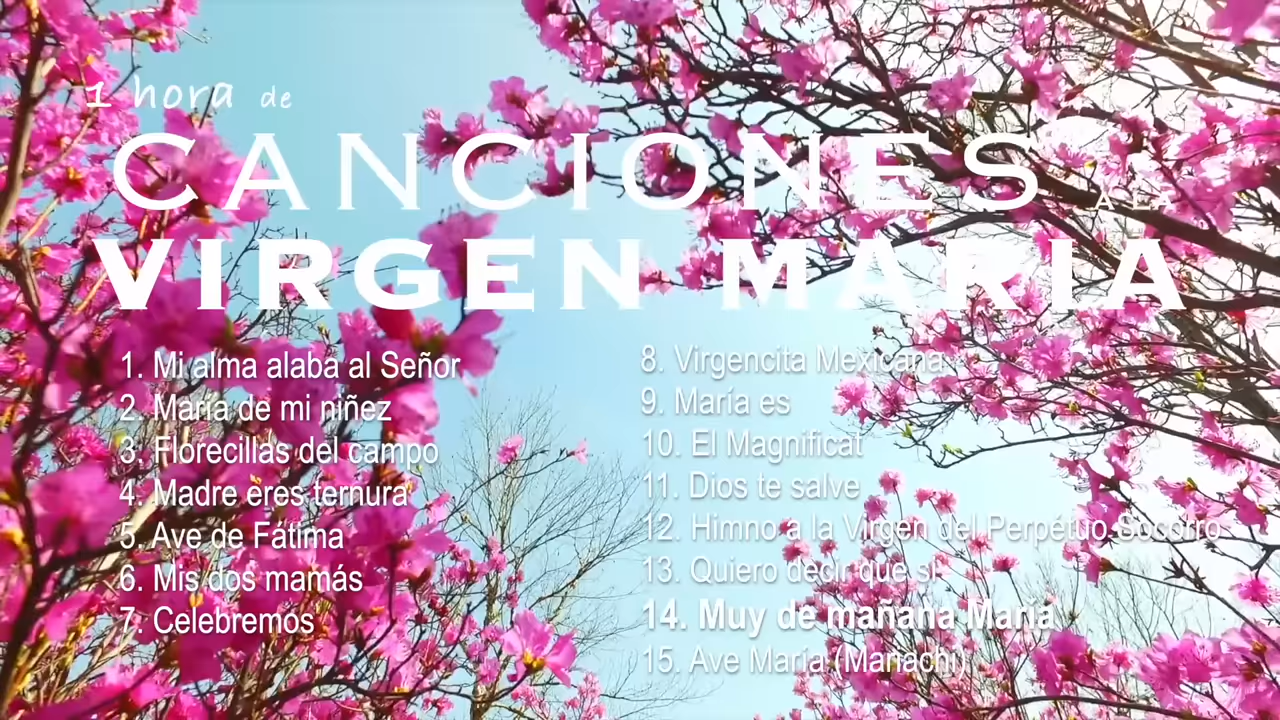 1 hora de
CANCIONES A LA
VIRGEN MARIA
1. Mi alma alaba al Señor
2. María de mi niñez
3. Florecillas del campo
4. Madre eres ternura
5. Ave de Fátima
6. Mis dos mamás
7. Celebremos
8. Virgencita Mexicana
9. María es
10. El Magnificat
11. Dios te salve
12. Himno a la Virgen del Perpétuo Socorro
13. Quiero decir que sí
14. Muy de mañana María
15. Ave María (Mariachi)